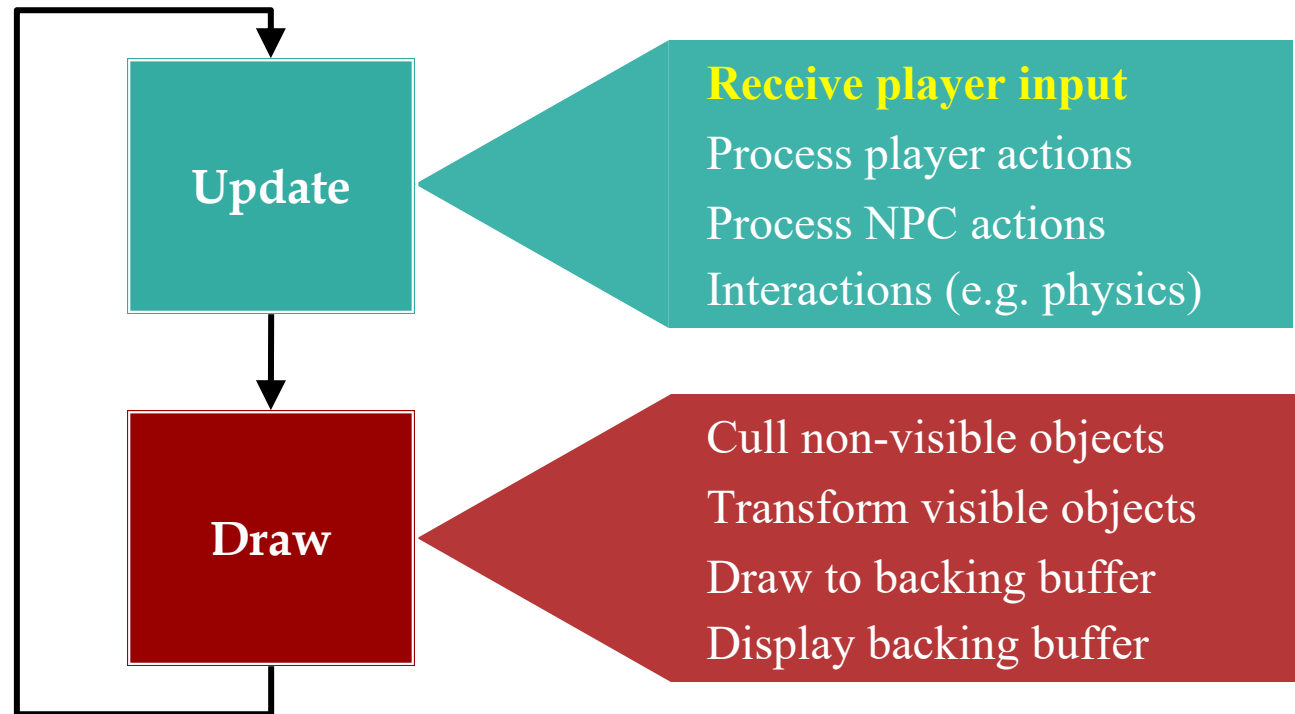 Update
Receive player input
Process player actions
Process NPC actions
Interactions (e.g. physics)
Draw
Cull non-visible objects
Transform visible objects
Draw to backing buffer
Display backing buffer